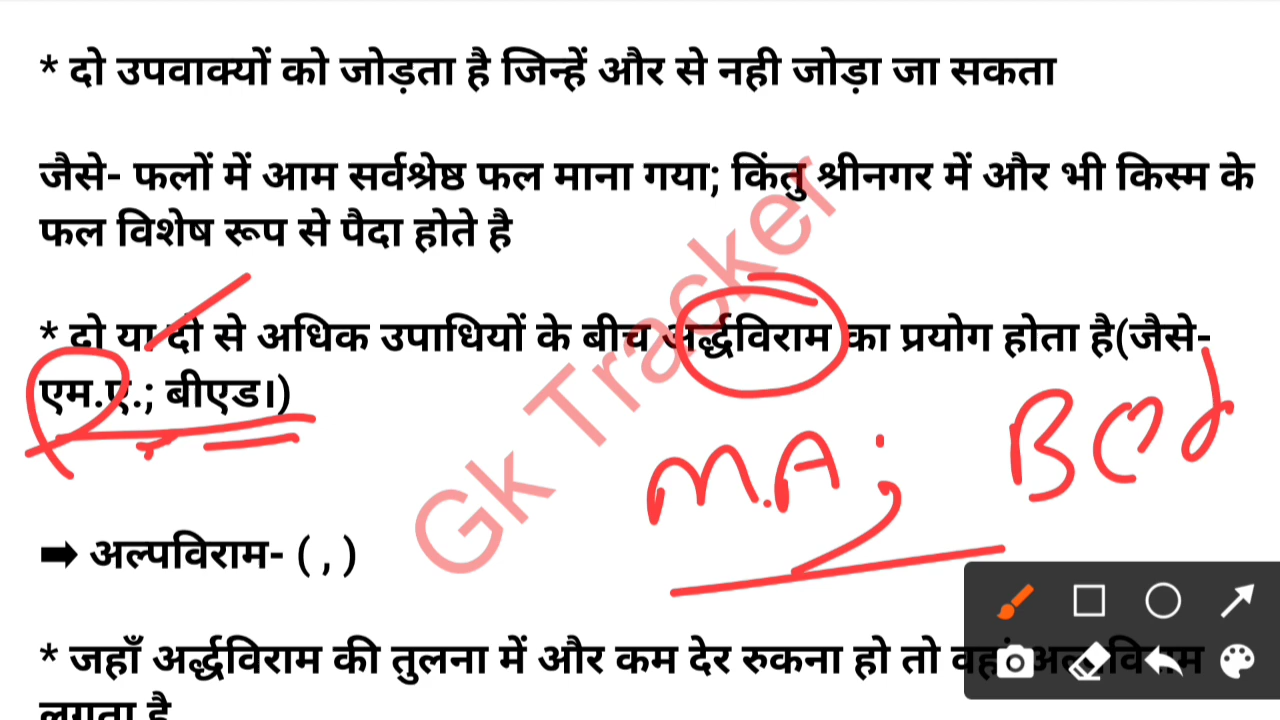 * दो उपवाक्यों को जोड़ता है जिन्हें और से नही जोड़ा जा सकता
जैसे- फलों में आम सर्वश्रेष्ठ फल माना गया; किंतु श्रीनगर में और भी किस्म के
फल विशेष रूप से पैदा होते है
* दो या दो से अधिक उपाधियों के बीच अर्द्धविराम का प्रयोग होता है(जैसे-
एम.ए.; बीएड।)
M.A ; Bed
Gk Tracker
➡ अल्पविराम- ( , )
* जहाँ अर्द्धविराम की तुलना में और कम देर रुकना हो तो वहां अल्पविराम
लगता है